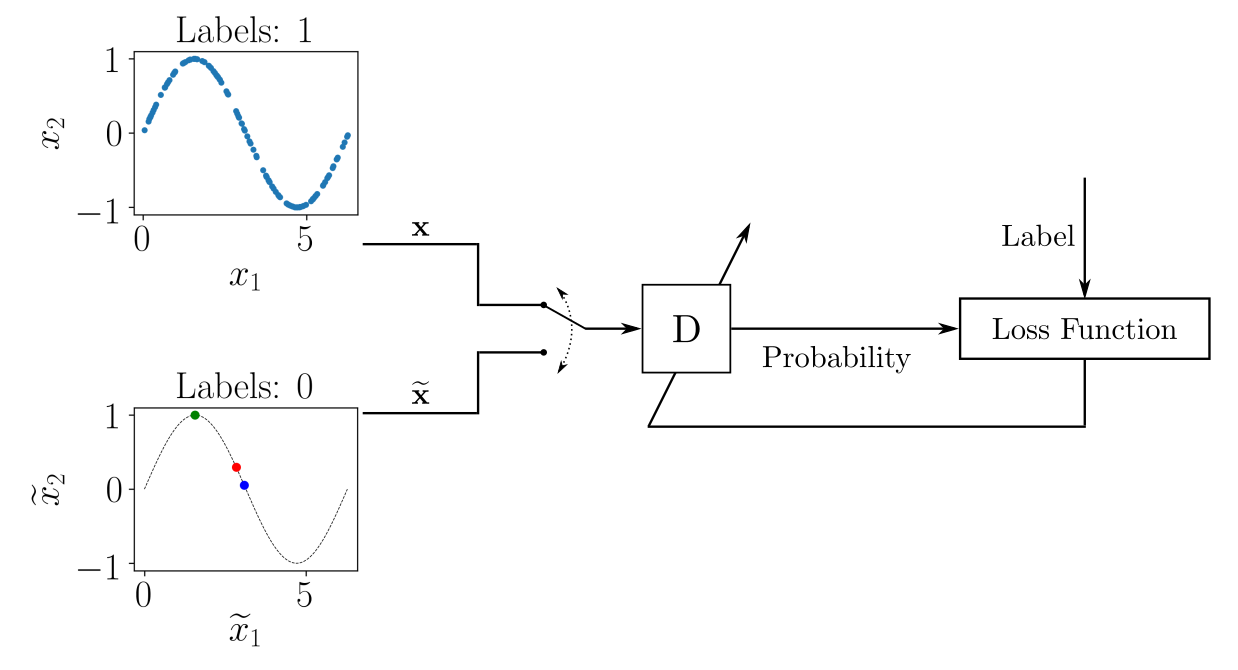 Labels: 1
1
0
−1
x₂
0 5
x₁
x
Labels: 0
1
0
−1
x̃₂
0 5
x̃₁
x̃
D
Probability
Label
Loss Function